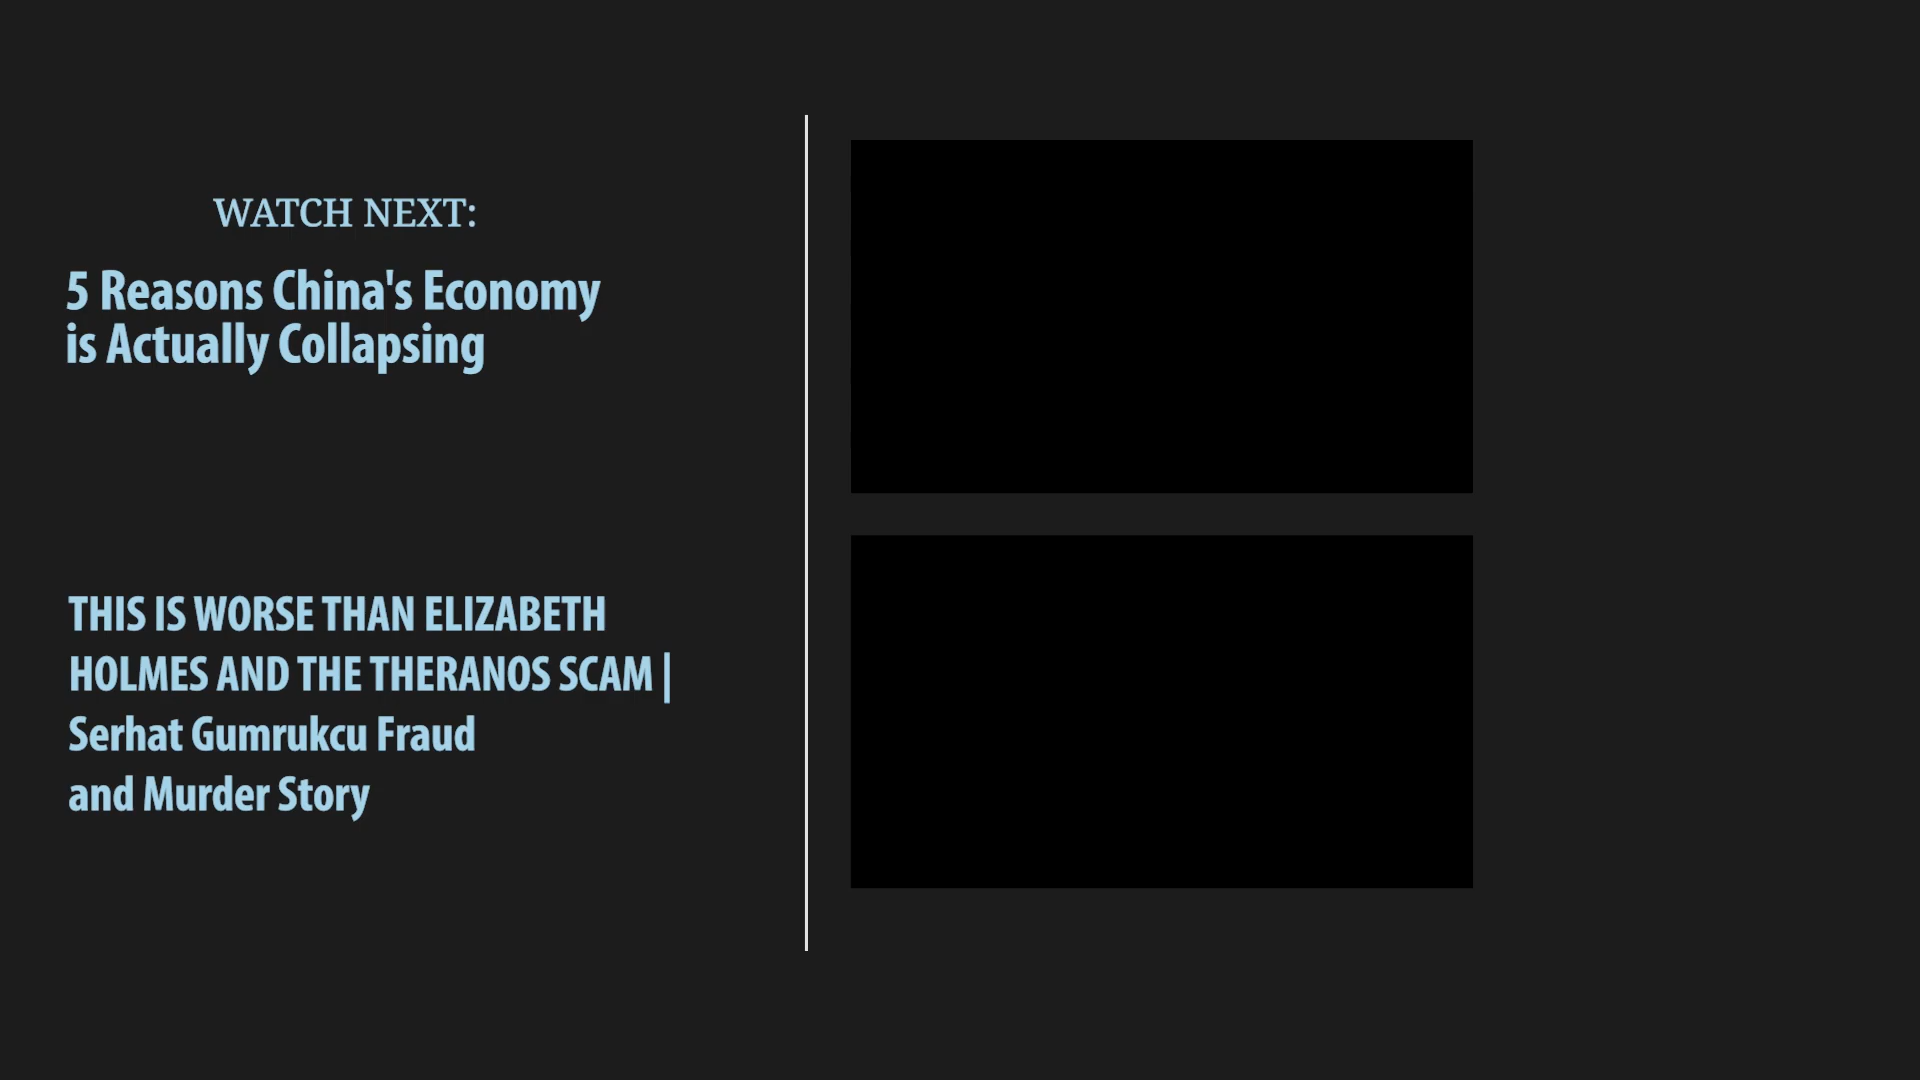 WATCH NEXT:
5 Reasons China's Economy
is Actually Collapsing
THIS IS WORSE THAN ELIZABETH
HOLMES AND THE THERANOS SCAM |
Serhat Gumrukcu Fraud
and Murder Story